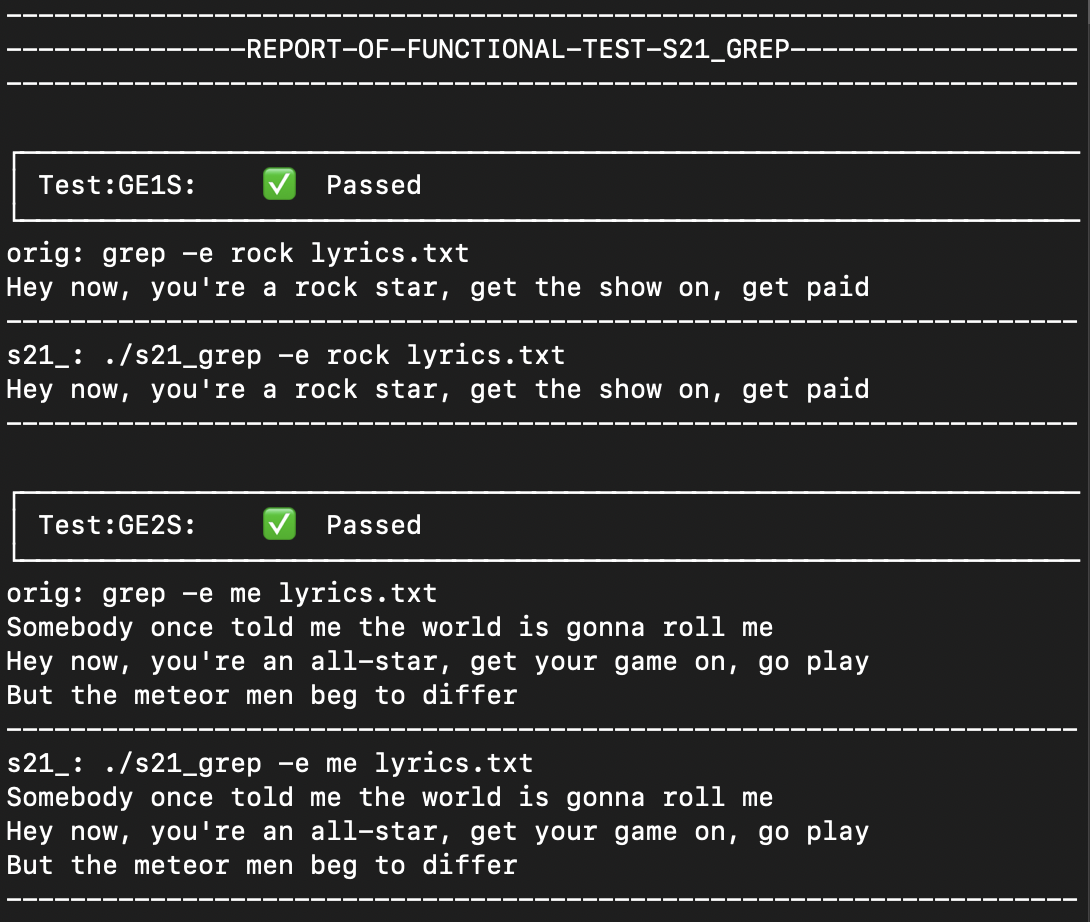 -------------------------------------------------------------------
---------------REPORT-OF-FUNCTIONAL-TEST-S21_GREP------------------
-------------------------------------------------------------------
Test:GE1S: ✅ Passed
orig: grep -e rock lyrics.txt
Hey now, you're a rock star, get the show on, get paid
-------------------------------------------------------------------
s21_: ./s21_grep -e rock lyrics.txt
Hey now, you're a rock star, get the show on, get paid
-------------------------------------------------------------------
Test:GE2S: ✅ Passed
orig: grep -e me lyrics.txt
Somebody once told me the world is gonna roll me
Hey now, you're an all-star, get your game on, go play
But the meteor men beg to differ
-------------------------------------------------------------------
s21_: ./s21_grep -e me lyrics.txt
Somebody once told me the world is gonna roll me
Hey now, you're an all-star, get your game on, go play
But the meteor men beg to differ
-------------------------------------------------------------------